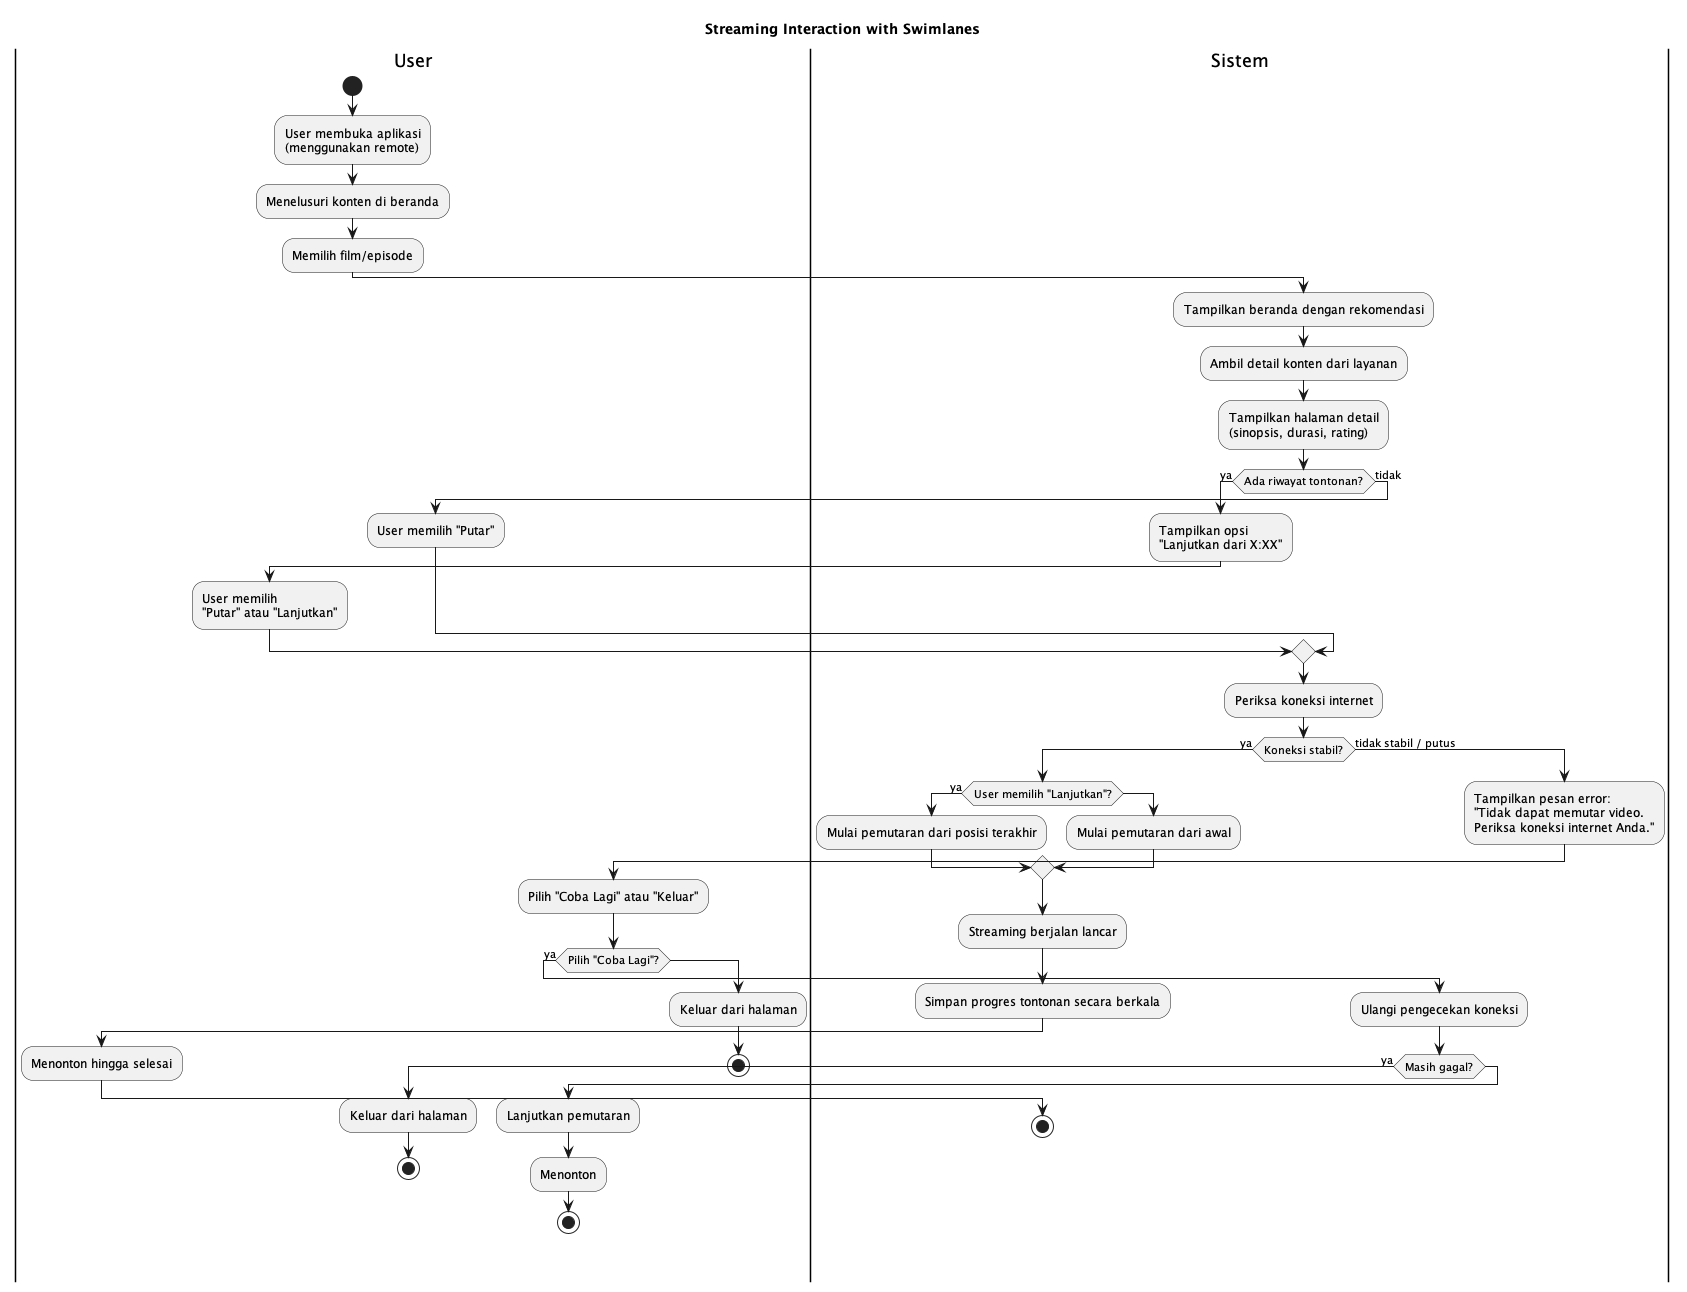 Streaming Interaction with Swimlanes
User
Sistem
User membuka aplikasi
(menggunakan remote)
Menelusuri konten di beranda
Memilih film/episode
Tampilkan beranda dengan rekomendasi
Ambil detail konten dari layanan
Tampilkan halaman detail
(sinopsis, durasi, rating)
ya
Ada riwayat tontonan?
tidak
User memilih "Putar"
Tampilkan opsi
"Lanjutkan dari X:XX"
User memilih
"Putar" atau "Lanjutkan"
Periksa koneksi internet
ya
Koneksi stabil?
tidak stabil / putus
ya
User memilih "Lanjutkan"?
Tampilkan pesan error:
"Tidak dapat memutar video.
Periksa koneksi internet Anda."
Mulai pemutaran dari posisi terakhir
Mulai pemutaran dari awal
Pilih "Coba Lagi" atau "Keluar"
Streaming berjalan lancar
ya
Pilih "Coba Lagi"?
Keluar dari halaman
Simpan progres tontonan secara berkala
Ulangi pengecekan koneksi
Menonton hingga selesai
ya
Masih gagal?
Keluar dari halaman
Lanjutkan pemutaran
Menonton